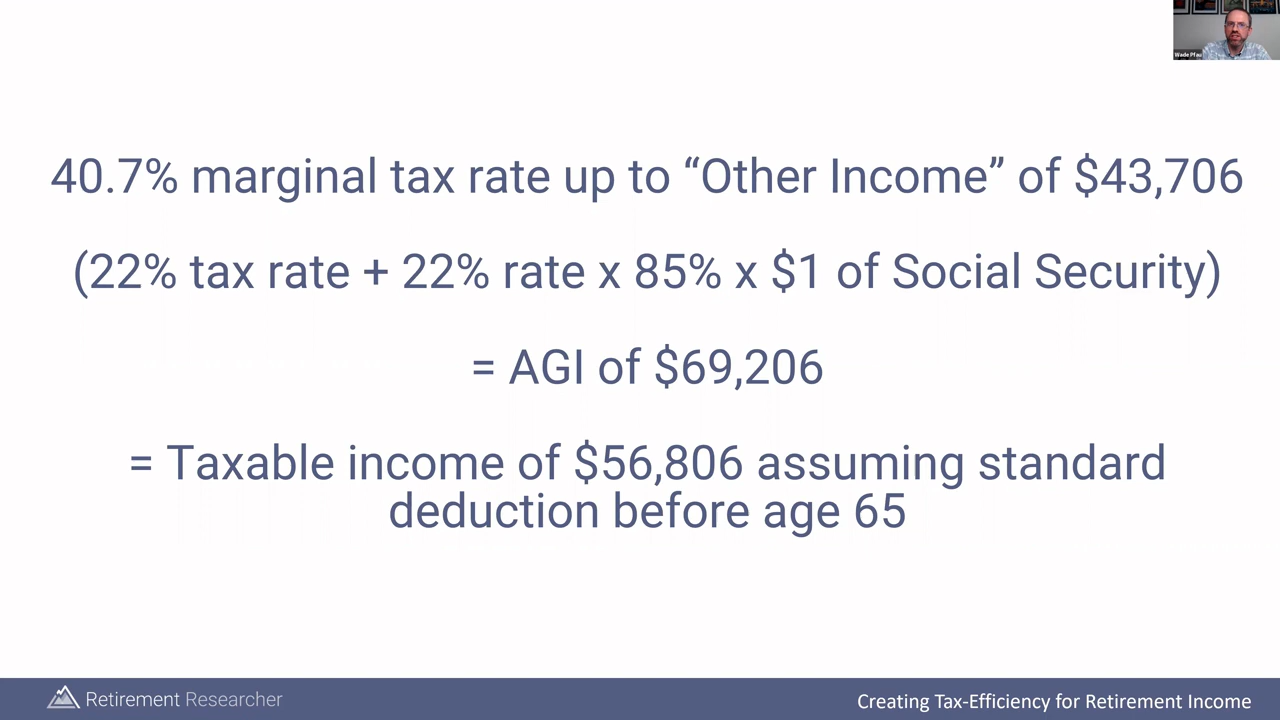 Wade Pfau
40.7% marginal tax rate up to “Other Income” of $43,706
(22% tax rate + 22% rate x 85% x $1 of Social Security)
= AGI of $69,206
= Taxable income of $56,806 assuming standard
deduction before age 65
Retirement Researcher
Creating Tax-Efficiency for Retirement Income